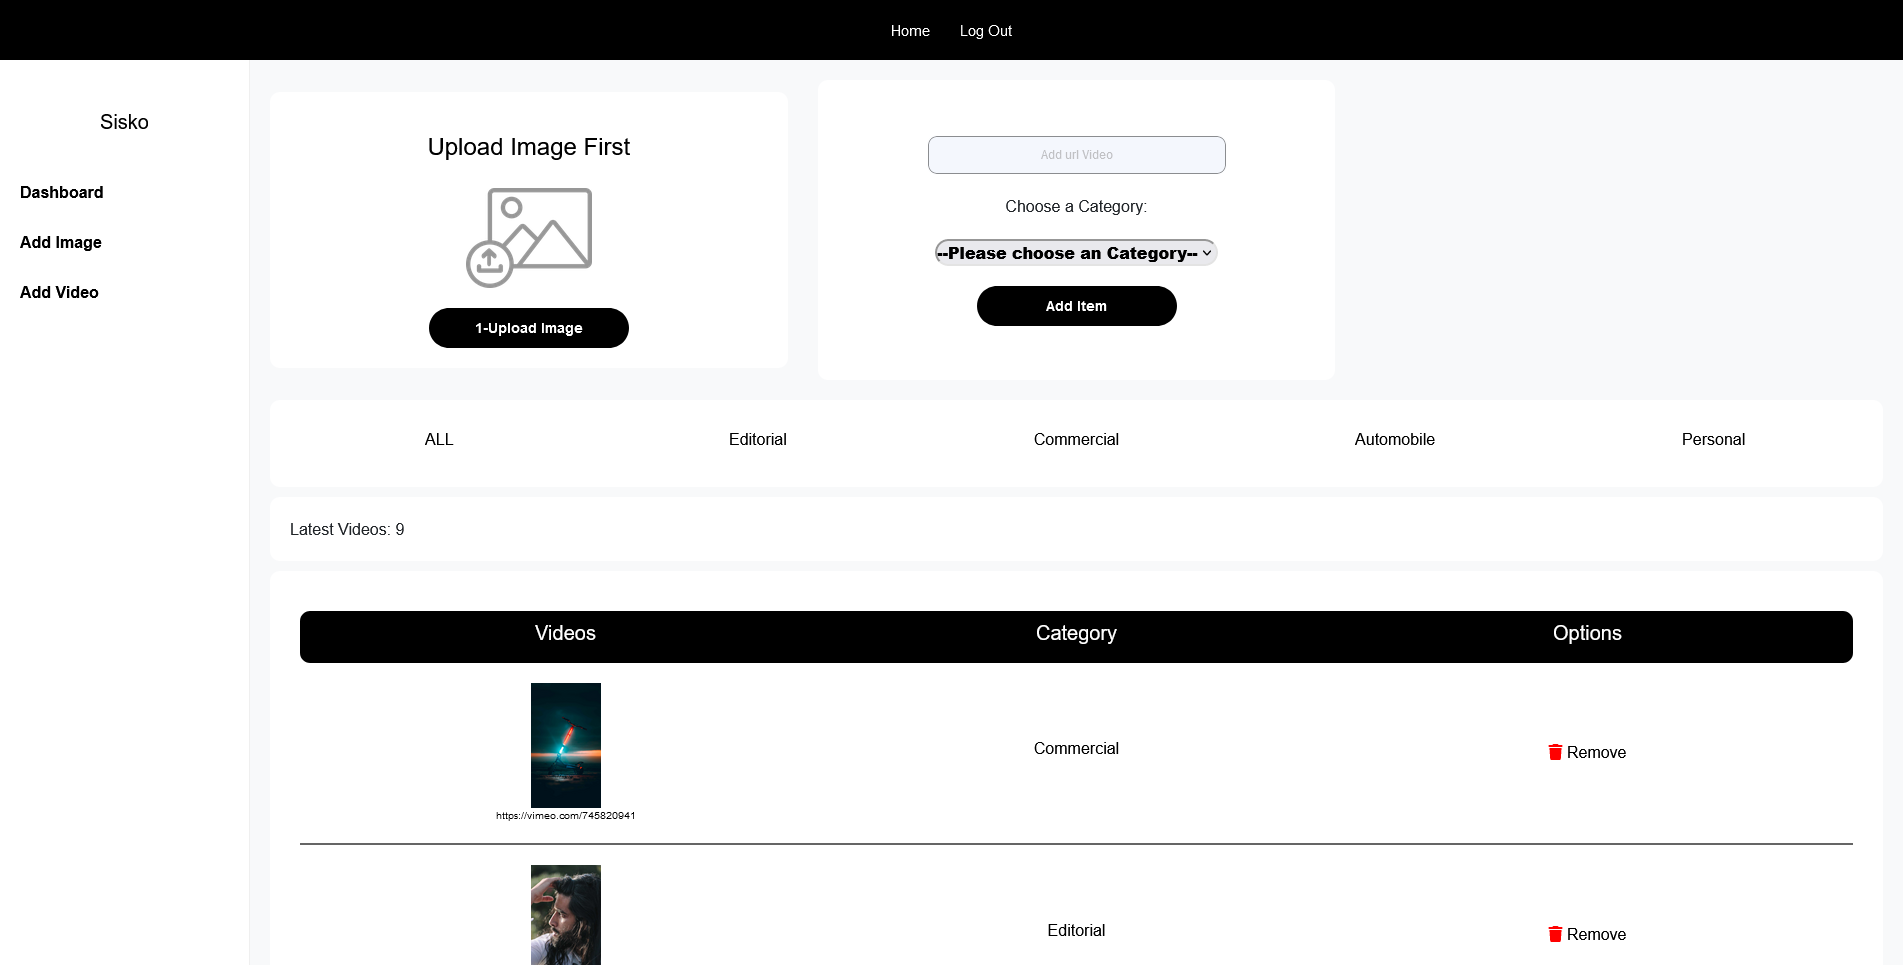 Home
Log Out
Sisko
Dashboard
Add Image
Add Video
Upload Image First
1-Upload Image
Add url Video
Choose a Category:
--Please choose an Category--
Add Item
ALL
Editorial
Commercial
Automobile
Personal
Latest Videos: 9
Videos
Category
Options
https://vimeo.com/745820941
Commercial
Remove
Editorial
Remove